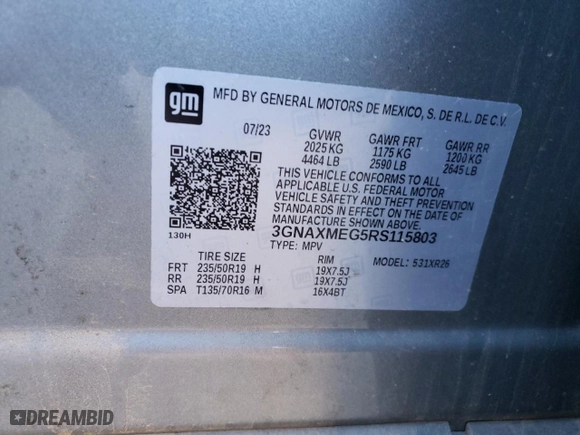 gm
MFD BY GENERAL MOTORS DE MEXICO, S. DE R.L. DE C.V.
07/23 GVWR GAWR FRT GAWR RR
2025 KG 1175 KG 1200 KG
4464 LB 2590 LB 2645 LB
THIS VEHICLE CONFORMS TO ALL
APPLICABLE U.S. FEDERAL MOTOR
VEHICLE SAFETY AND THEFT PREVENTION
STANDARDS IN EFFECT ON THE DATE OF
MANUFACTURE SHOWN ABOVE.
3GNAXMEG5RS115803
130H
TYPE: MPV
TIRE SIZE RIM MODEL: 531XR26
FRT 235/50R19 H 19X7.5J
RR 235/50R19 H 19X7.5J
SPA T135/70R16 M 16X4BT
DREAMBID